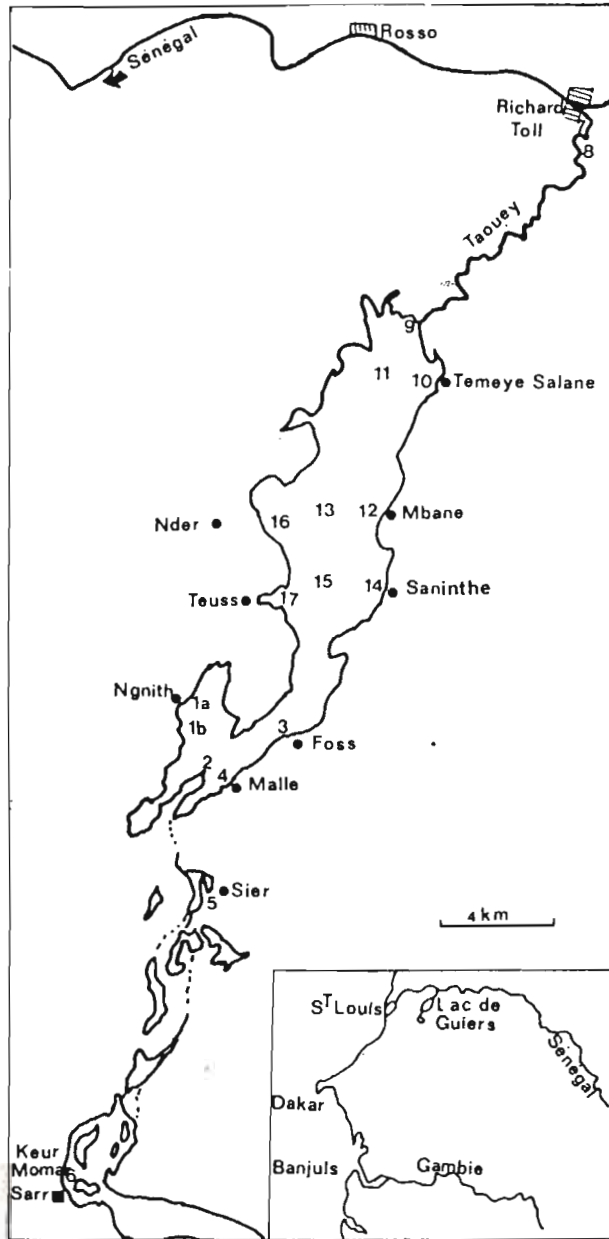 Rosso
Sénégal
Richard
Toll
8
Taouey
9
11
10 Temeye Salane
13
12 Mbane
Nder
16
15
14 Saninthe
Teuss
17
Ngnith
1a
1b
3
Foss
2
4
Malle
Sier
5
4 km
ST Louis
Lac de
Guiers
Sénégal
Dakar
Keur
Momar
6
Sarr
Banjuls
Gambie